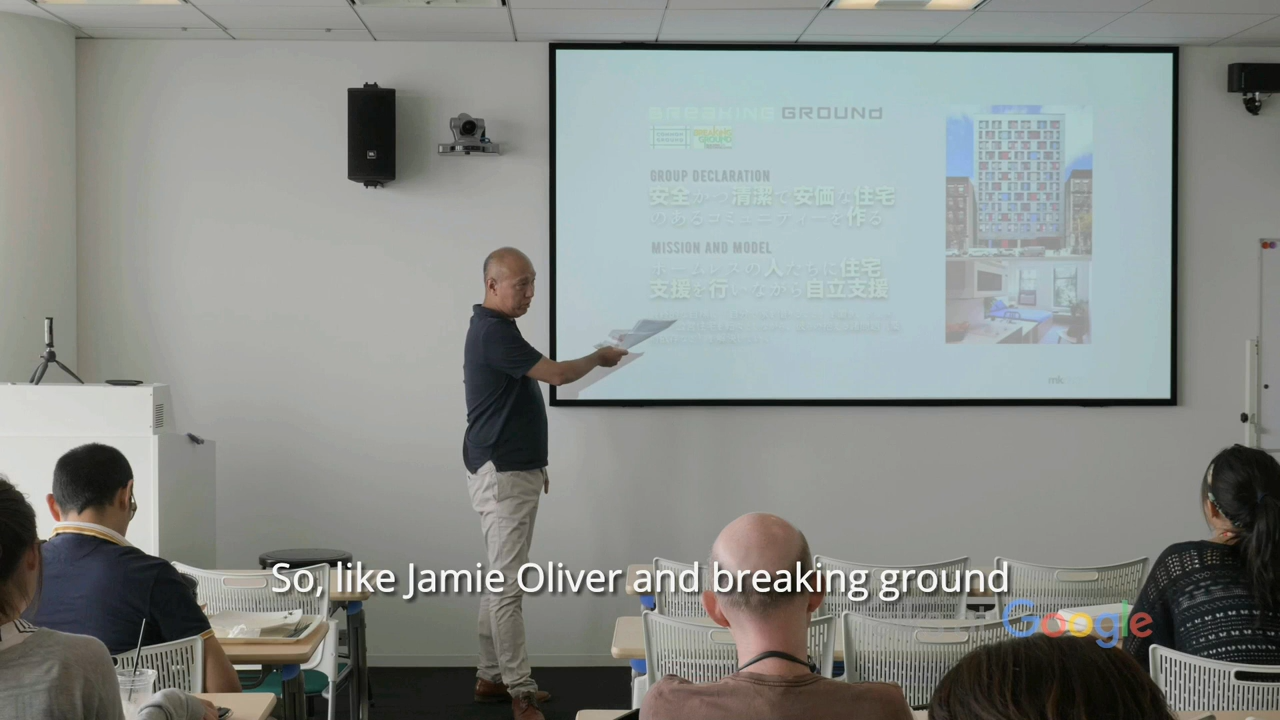 BREAKING GROUND
GROUP DECLARATION
安全かつ清潔で安価な住宅
のあるコミュニティーを作る
MISSION AND MODEL
ホームレスの人たちに住宅
支援を行いながら自立支援
So, like Jamie Oliver and breaking ground
Google